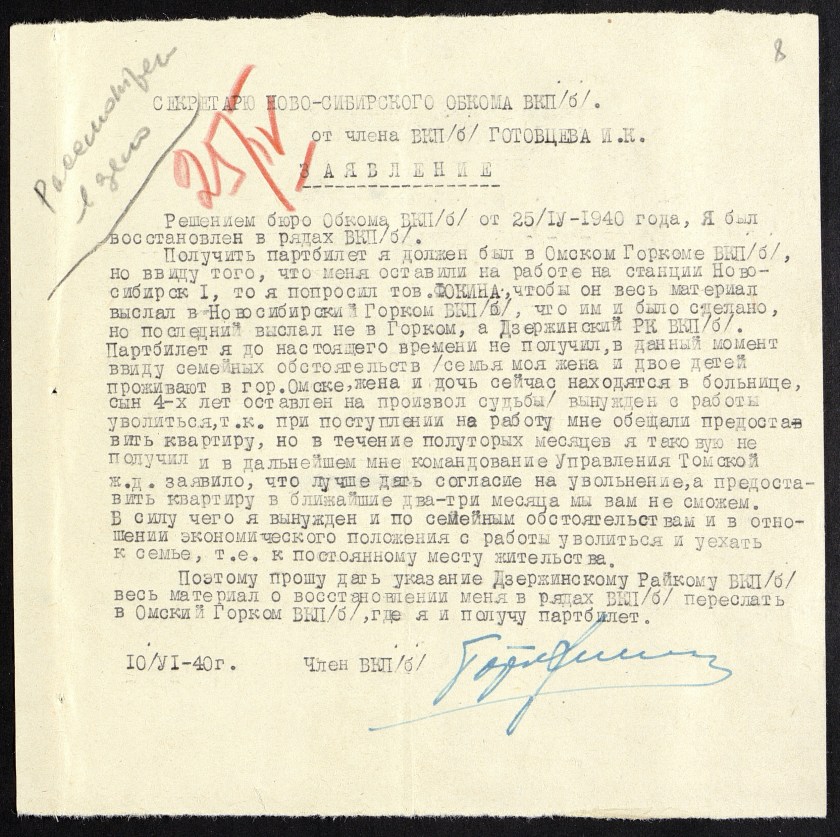 8
Рассмотрен
в дело
25/IV
СЕКРЕТАРЮ НОВО-СИБИРСКОГО ОБКОМА ВКП/б/.
от члена ВКП/б/ ГОТОВЦЕВА И.К.
ЗАЯВЛЕНИЕ
Решением бюро Обкома ВКП/б/ от 25/IУ-1940 года, Я был
восстановлен в рядах ВКП/б/.
Получить партбилет я должен был в Омском Горкоме ВКП/б/,
но ввиду того, что меня оставили на работе на станции Ново-
сибирск I, то я попросил тов.ФОКИНА,чтобы он весь материал
выслал в Новосибирский Горком ВКП/б/, что им и было сделано,
но последний выслал не в Горком, а Дзержинский РК ВКП/б/.
Партбилет я до настоящего времени не получил,в данный момент
ввиду семейных обстоятельств /семья моя жена и двое детей
проживают в гор.Омске,жена и дочь сейчас находятся в больнице,
сын 4-х лет оставлен на произвол судьбы/ вынужден с работы
уволиться,т.к. при поступлении на работу мне обещали предостав
вить квартиру, но в течение полуторых месяцев я таковую не
получил и в дальнейшем мне командование Управления Томской
ж.д. заявило, что лучше дать согласие на увольнение,а предоста-
вить квартиру в ближайшие два-три месяца мы вам не сможем.
В силу чего я вынужден и по семейным обстоятельствам и в отно-
шении экономического положения с работы уволиться и уехать
к семье, т.е. к постоянному месту жительства.
Поэтому прошу дать указание Дзержинскому Райкому ВКП/б/
весь материал о восстановлении меня в рядах ВКП/б/ переслать
в Омский Горком ВКП/б/,где я и получу партбилет.
10/УI-40г. Член ВКП/б/